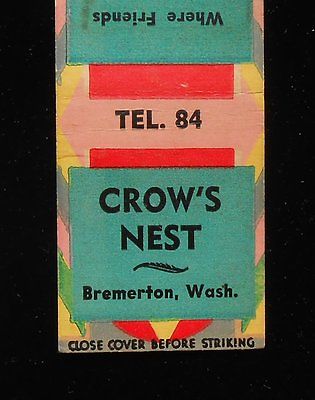 Where Friends
TEL. 84
CROW'S
NEST
Bremerton, Wash.
CLOSE COVER BEFORE STRIKING